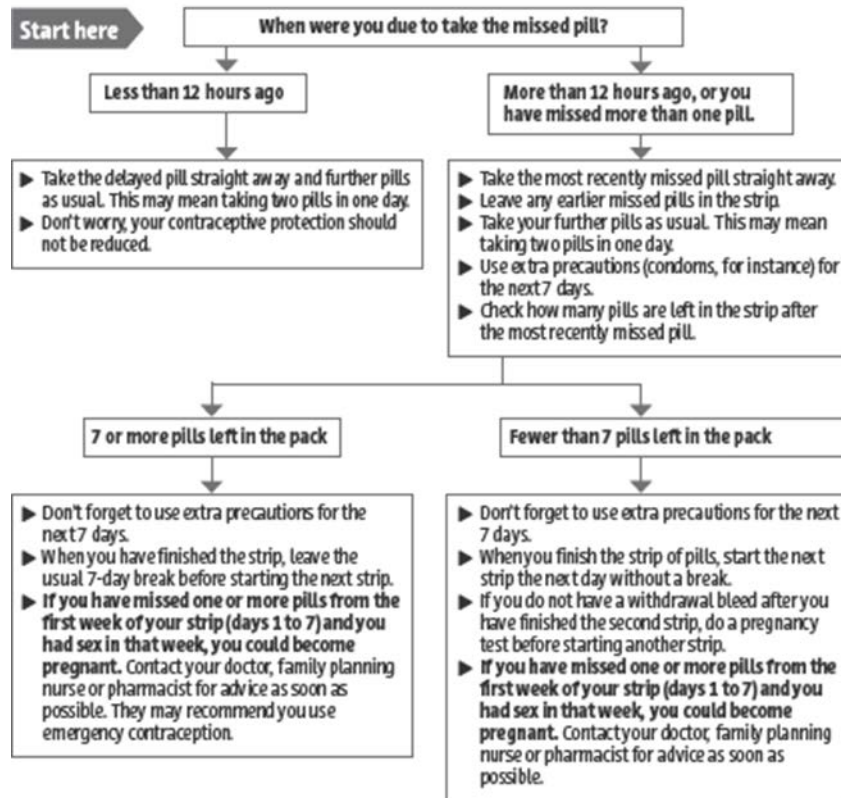 Start here
When were you due to take the missed pill?
Less than 12 hours ago
More than 12 hours ago, or you
have missed more than one pill.
▶ Take the delayed pill straight away and further pills
as usual. This may mean taking two pills in one day.
▶ Don't worry, your contraceptive protection should
not be reduced.
▶ Take the most recently missed pill straight away.
▶ Leave any earlier missed pills in the strip.
▶ Take your further pills as usual. This may mean
taking two pills in one day.
▶ Use extra precautions (condoms, for instance) for
the next 7 days.
▶ Check how many pills are left in the strip after
the most recently missed pill.
7 or more pills left in the pack
Fewer than 7 pills left in the pack
▶ Don't forget to use extra precautions for the
next 7 days.
▶ When you have finished the strip, leave the
usual 7-day break before starting the next strip.
▶ If you have missed one or more pills from the
first week of your strip (days 1 to 7) and you
had sex in that week, you could become
pregnant. Contact your doctor, family planning
nurse or pharmacist for advice as soon as
possible. They may recommend you use
emergency contraception.
▶ Don't forget to use extra precautions for the next
7 days.
▶ When you finish the strip of pills, start the next
strip the next day without a break.
▶ If you do not have a withdrawal bleed after you
have finished the second strip, do a pregnancy
test before starting another strip.
▶ If you have missed one or more pills from the
first week of your strip (days 1 to 7) and you
had sex in that week, you could become
pregnant. Contact your doctor, family planning
nurse or pharmacist for advice as soon as
possible.